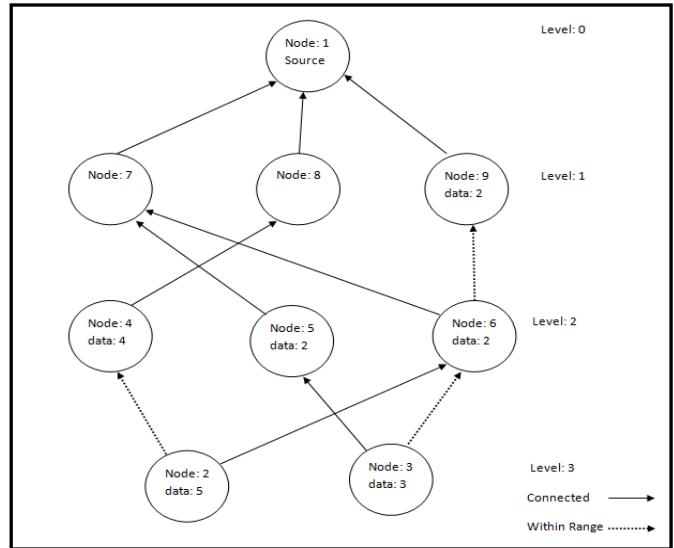 Node: 1
Source
Level: 0
Node: 7
Node: 8
Node: 9
data: 2
Level: 1
Node: 4
data: 4
Node: 5
data: 2
Node: 6
data: 2
Level: 2
Node: 2
data: 5
Node: 3
data: 3
Level: 3
Connected
Within Range